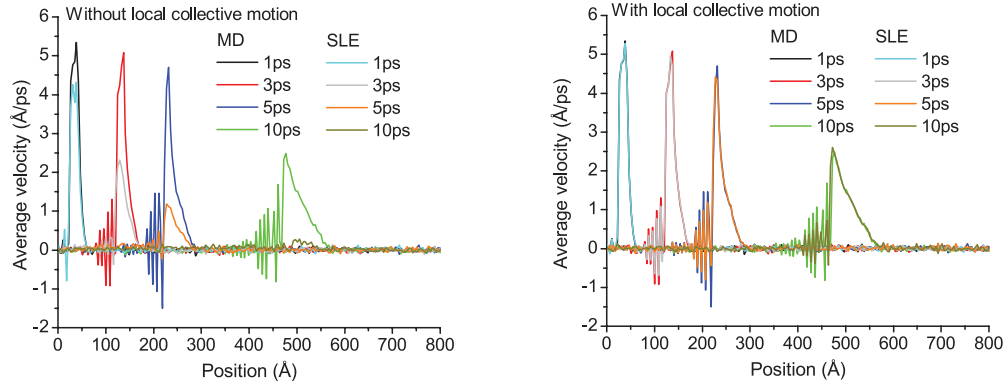 Without local collective motion
MD SLE
1ps 1ps
3ps 3ps
5ps 5ps
10ps 10ps
6
5
4
3
2
1
0
-1
-2
Average velocity (Å/ps)
0 100 200 300 400 500 600 700 800
Position (Å)
With local collective motion
MD SLE
1ps 1ps
3ps 3ps
5ps 5ps
10ps 10ps
6
5
4
3
2
1
0
-1
-2
Average velocity (Å/ps)
0 100 200 300 400 500 600 700 800
Position (Å)